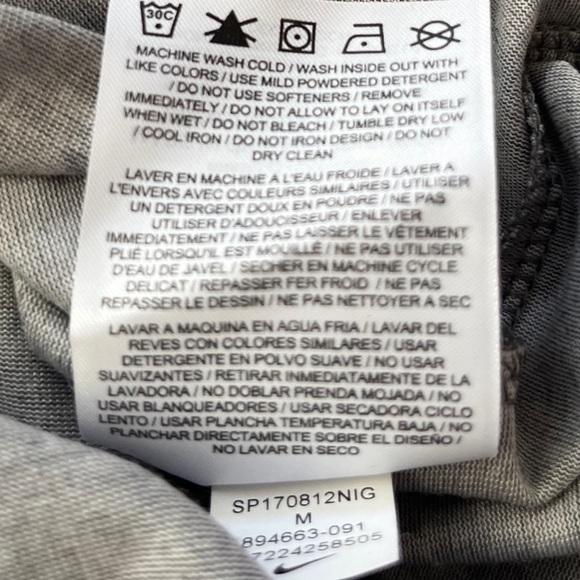 30C
MACHINE WASH COLD / WASH INSIDE OUT WITH
LIKE COLORS / USE MILD POWDERED DETERGENT
/ DO NOT USE SOFTENERS / REMOVE
IMMEDIATELY / DO NOT ALLOW TO LAY ON ITSELF
WHEN WET / DO NOT BLEACH / TUMBLE DRY LOW
/ COOL IRON / DO NOT IRON DESIGN / DO NOT
DRY CLEAN
LAVER EN MACHINE A L'EAU FROIDE / LAVER A
L'ENVERS AVEC COULEURS SIMILAIRES / UTILISER
UN DETERGENT DOUX EN POUDRE / NE PAS
UTILISER D'ADOUCISSEUR / ENLEVER
IMMEDIATEMENT / NE PAS LAISSER LE VÊTEMENT
PLIÉ LORSQU'IL EST MOUILLÉ / NE PAS UTILISER
D'EAU DE JAVEL / SECHER EN MACHINE CYCLE
DELICAT / REPASSER FER FROID / NE PAS
REPASSER LE DESSIN / NE PAS NETTOYER A SEC
LAVAR A MAQUINA EN AGUA FRIA / LAVAR DEL
REVES CON COLORES SIMILARES / USAR
DETERGENTE EN POLVO SUAVE / NO USAR
SUAVIZANTES / RETIRAR INMEDIATAMENTE DE LA
LAVADORA / NO DOBLAR PRENDA MOJADA / NO
USAR BLANQUEADORES / USAR SECADORA CICLO
LENTO / USAR PLANCHA TEMPERATURA BAJA / NO
PLANCHAR DIRECTAMENTE SOBRE EL DISEÑO /
NO LAVAR EN SECO
SP170812NIG
M
894663-091
7224258505